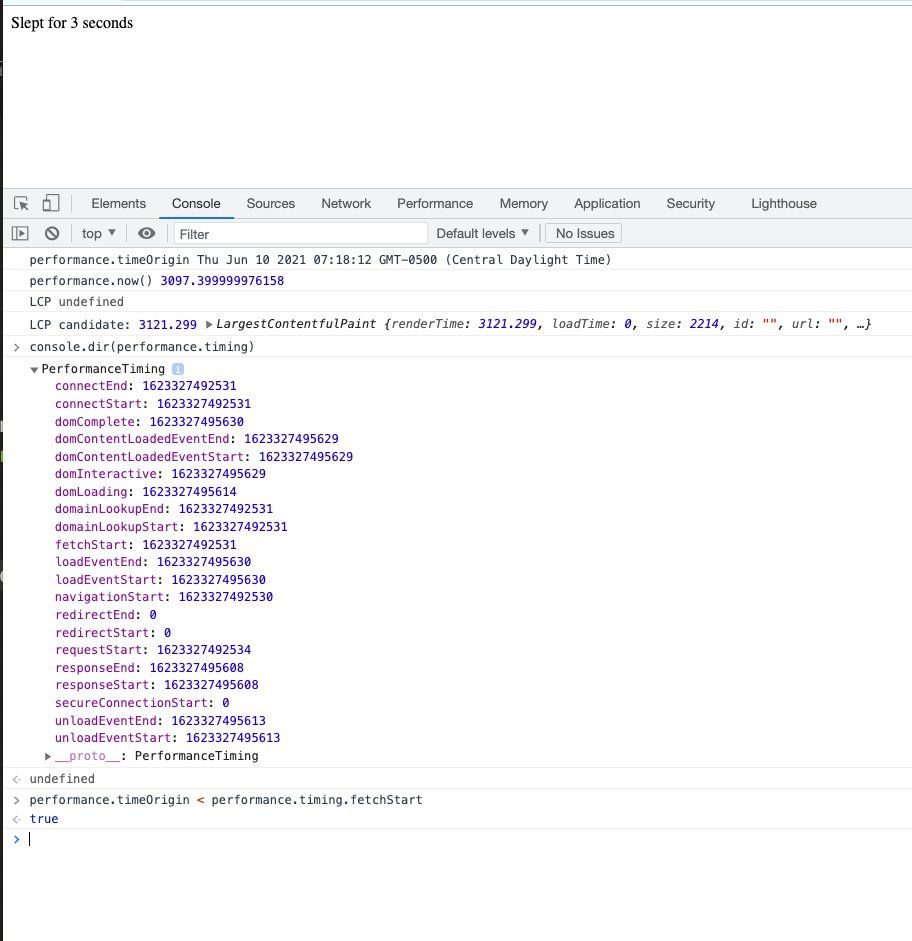 Slept for 3 seconds
Elements Console Sources Network Performance Memory Application Security Lighthouse
top ▼ Filter Default levels ▼ No Issues
performance.timeOrigin Thu Jun 10 2021 07:18:12 GMT-0500 (Central Daylight Time)
performance.now() 3097.399999976158
LCP undefined
LCP candidate: 3121.299 ▶LargestContentfulPaint {renderTime: 3121.299, loadTime: 0, size: 2214, id: "", url: "", …}
> console.dir(performance.timing)
▼PerformanceTiming i
connectEnd: 1623327492531
connectStart: 1623327492531
domComplete: 1623327495630
domContentLoadedEventEnd: 1623327495629
domContentLoadedEventStart: 1623327495629
domInteractive: 1623327495629
domLoading: 1623327495614
domainLookupEnd: 1623327492531
domainLookupStart: 1623327492531
fetchStart: 1623327492531
loadEventEnd: 1623327495630
loadEventStart: 1623327495630
navigationStart: 1623327492530
redirectEnd: 0
redirectStart: 0
requestStart: 1623327492534
responseEnd: 1623327495608
responseStart: 1623327495608
secureConnectionStart: 0
unloadEventEnd: 1623327495613
unloadEventStart: 1623327495613
▶__proto__: PerformanceTiming
undefined
> performance.timeOrigin < performance.timing.fetchStart
true
>